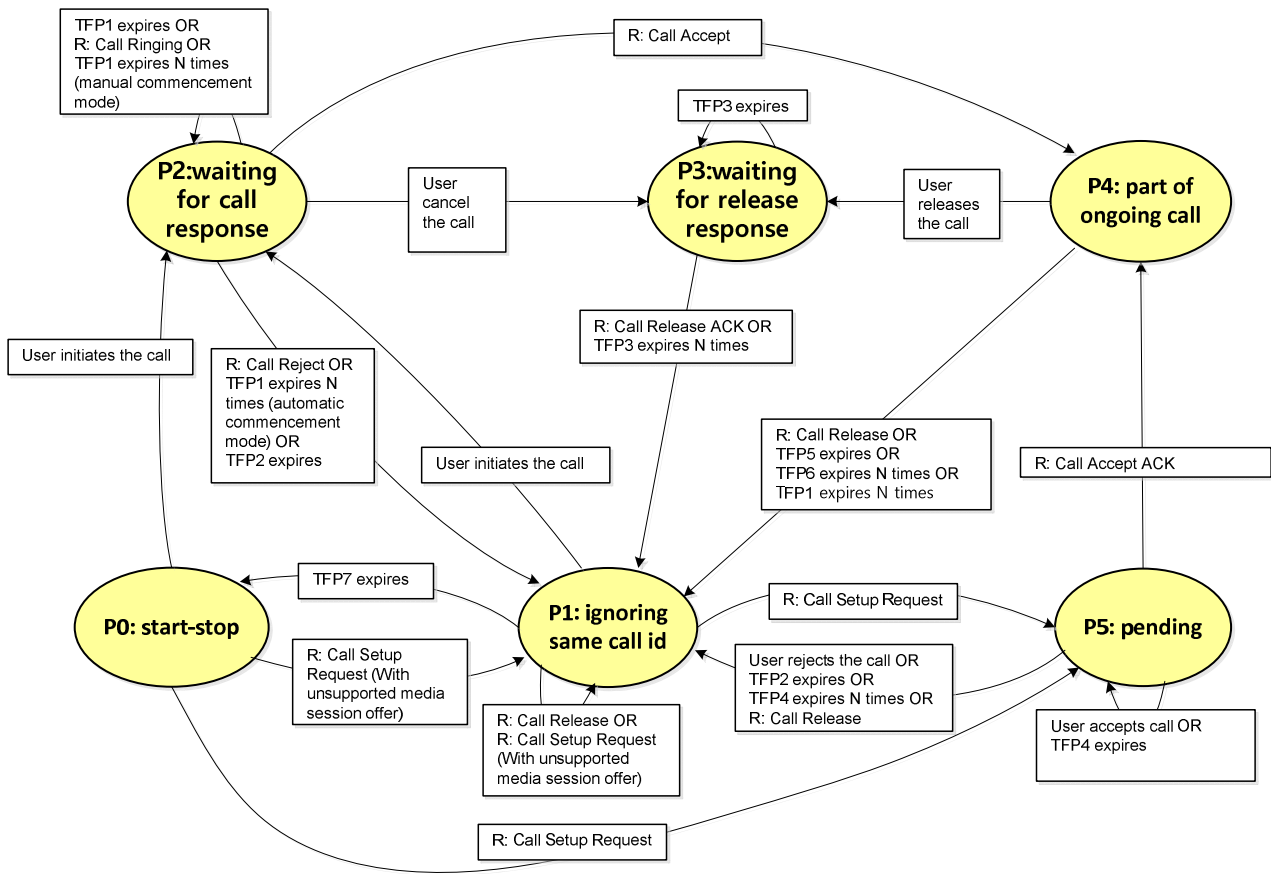 TFP1 expires OR
R: Call Ringing OR
TFP1 expires N times
(manual commencement
mode)
R: Call Accept
TFP3 expires
P2:waiting
for call
response
User
cancel
the call
P3:waiting
for release
response
User
releases
the call
P4: part of
ongoing call
User initiates the call
R: Call Reject OR
TFP1 expires N
times (automatic
commencement
mode) OR
TFP2 expires
User initiates the call
R: Call Release ACK OR
TFP3 expires N times
R: Call Release OR
TFP5 expires OR
TFP6 expires N times OR
TFP1 expires N times
R: Call Accept ACK
P0: start-stop
TFP7 expires
R: Call Setup
Request (With
unsupported media
session offer)
P1: ignoring
same call id
R: Call Release OR
R: Call Setup Request
(With unsupported
media session offer)
R: Call Setup Request
User rejects the call OR
TFP2 expires OR
TFP4 expires N times OR
R: Call Release
P5: pending
User accepts call OR
TFP4 expires
R: Call Setup Request